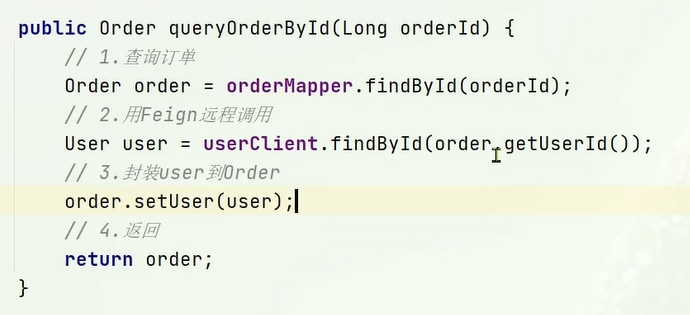 public Order queryOrderById(Long orderId) {
// 1.查询订单
Order order = orderMapper.findById(orderId);
// 2.用Feign远程调用
User user = userClient.findById(order.getUserId());
// 3.封装user到Order
order.setUser(user);
// 4.返回
return order;
}